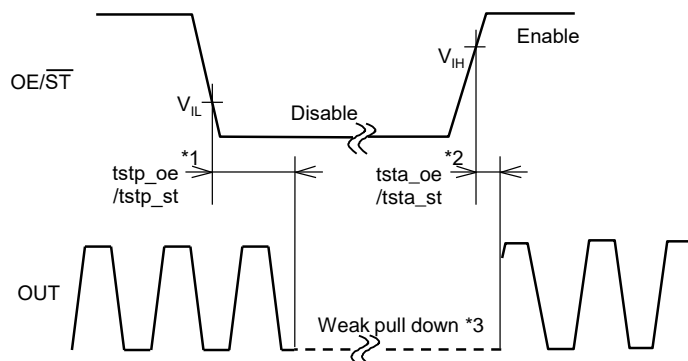 Enable
OE/ST
VIH
VIL
Disable
*1
tstp_oe
/tstp_st
*2
tsta_oe
/tsta_st
OUT
Weak pull down *3